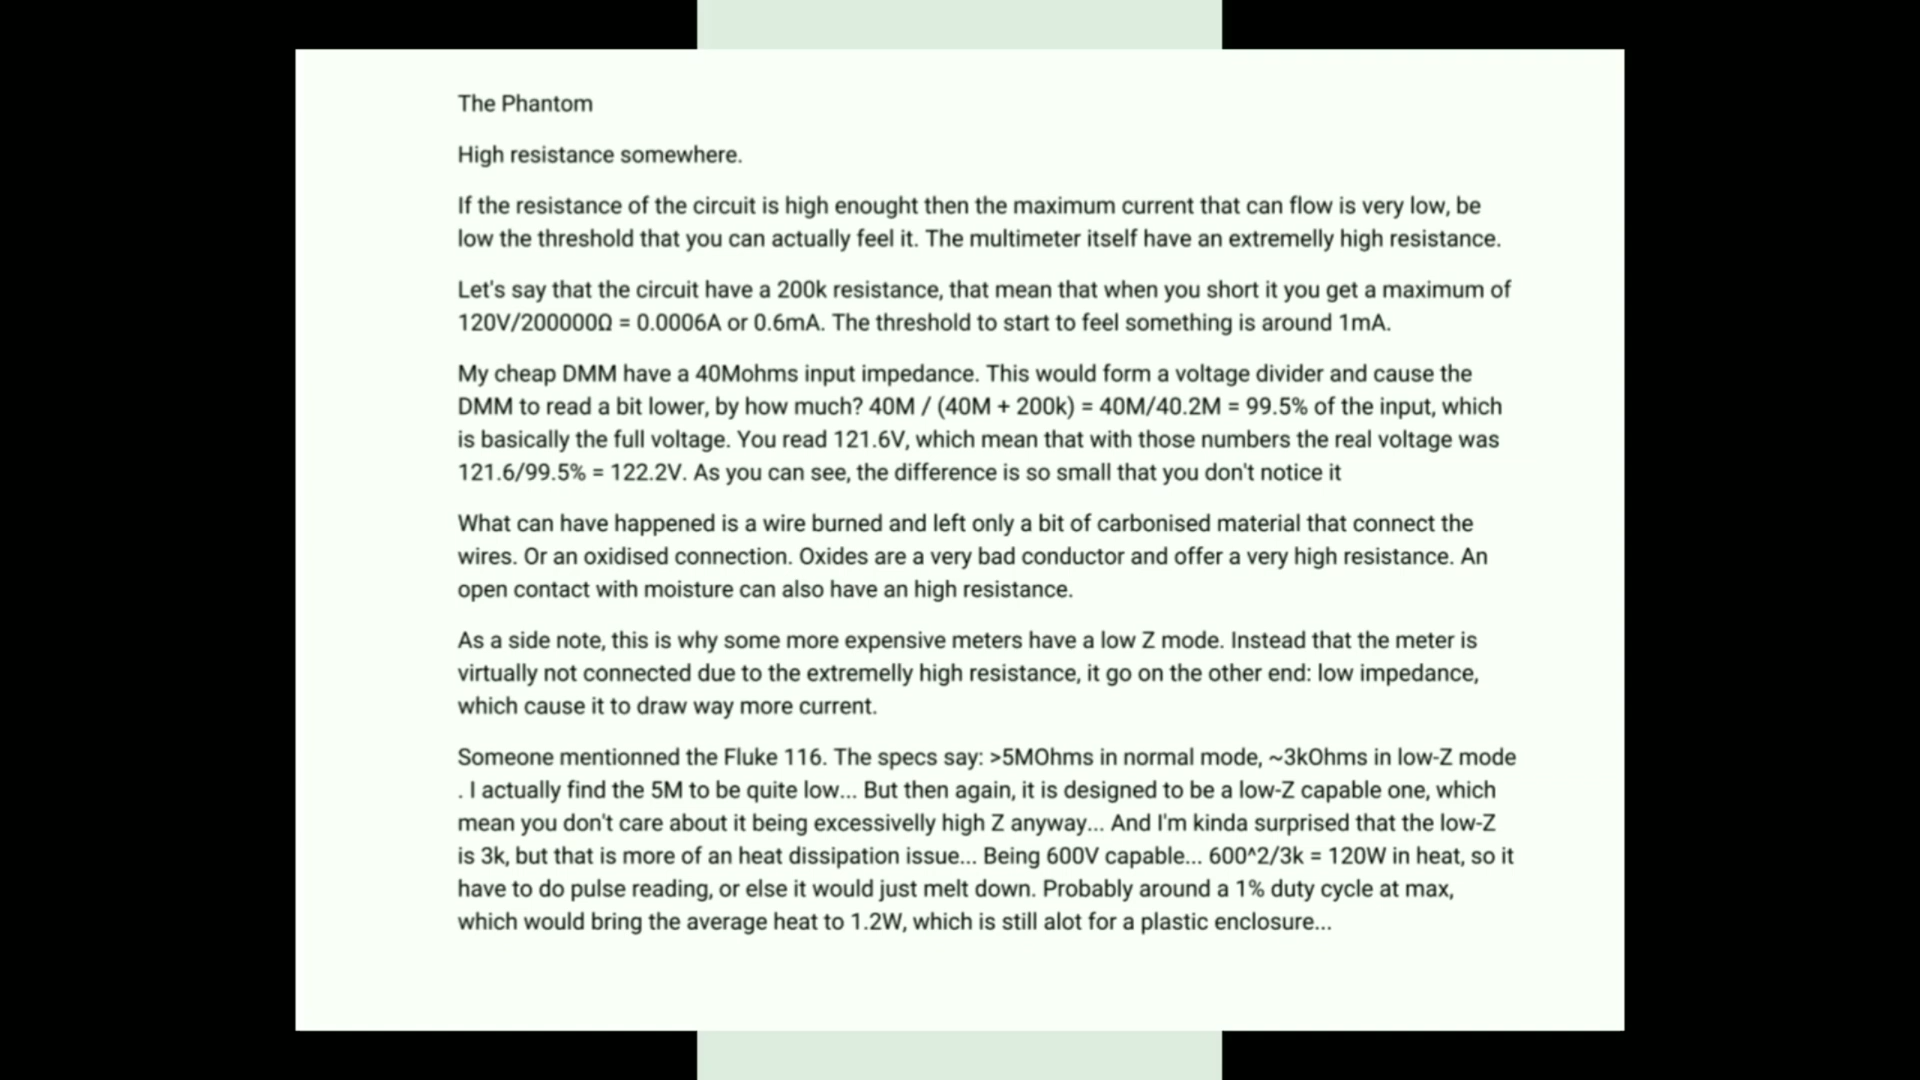 The Phantom
High resistance somewhere.
If the resistance of the circuit is high enought then the maximum current that can flow is very low, be
low the threshold that you can actually feel it. The multimeter itself have an extremelly high resistance.
Let's say that the circuit have a 200k resistance, that mean that when you short it you get a maximum of
120V/200000Ω = 0.0006A or 0.6mA. The threshold to start to feel something is around 1mA.
My cheap DMM have a 40Mohms input impedance. This would form a voltage divider and cause the
DMM to read a bit lower, by how much? 40M / (40M + 200k) = 40M/40.2M = 99.5% of the input, which
is basically the full voltage. You read 121.6V, which mean that with those numbers the real voltage was
121.6/99.5% = 122.2V. As you can see, the difference is so small that you don't notice it
What can have happened is a wire burned and left only a bit of carbonised material that connect the
wires. Or an oxidised connection. Oxides are a very bad conductor and offer a very high resistance. An
open contact with moisture can also have an high resistance.
As a side note, this is why some more expensive meters have a low Z mode. Instead that the meter is
virtually not connected due to the extremelly high resistance, it go on the other end: low impedance,
which cause it to draw way more current.
Someone mentionned the Fluke 116. The specs say: >5MOhms in normal mode, ~3kOhms in low-Z mode
. I actually find the 5M to be quite low... But then again, it is designed to be a low-Z capable one, which
mean you don't care about it being excessivelly high Z anyway... And I'm kinda surprised that the low-Z
is 3k, but that is more of an heat dissipation issue... Being 600V capable... 600^2/3k = 120W in heat, so it
have to do pulse reading, or else it would just melt down. Probably around a 1% duty cycle at max,
which would bring the average heat to 1.2W, which is still alot for a plastic enclosure...